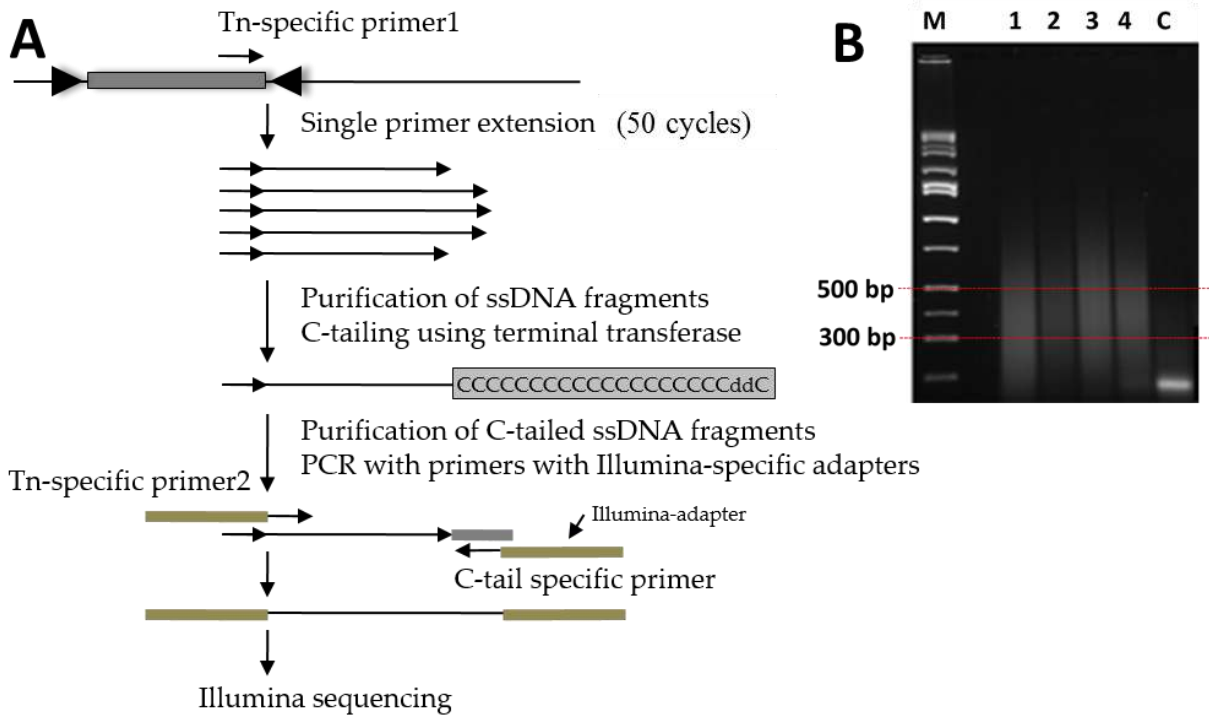 A
Tn-specific primer1
Single primer extension (50 cycles)
Purification of ssDNA fragments
C-tailing using terminal transferase
CCCCCCCCCCCCCCCCCCCddC
Purification of C-tailed ssDNA fragments
PCR with primers with Illumina-specific adapters
Tn-specific primer2
Illumina-adapter
C-tail specific primer
Illumina sequencing
B
M 1 2 3 4 C
500 bp
300 bp